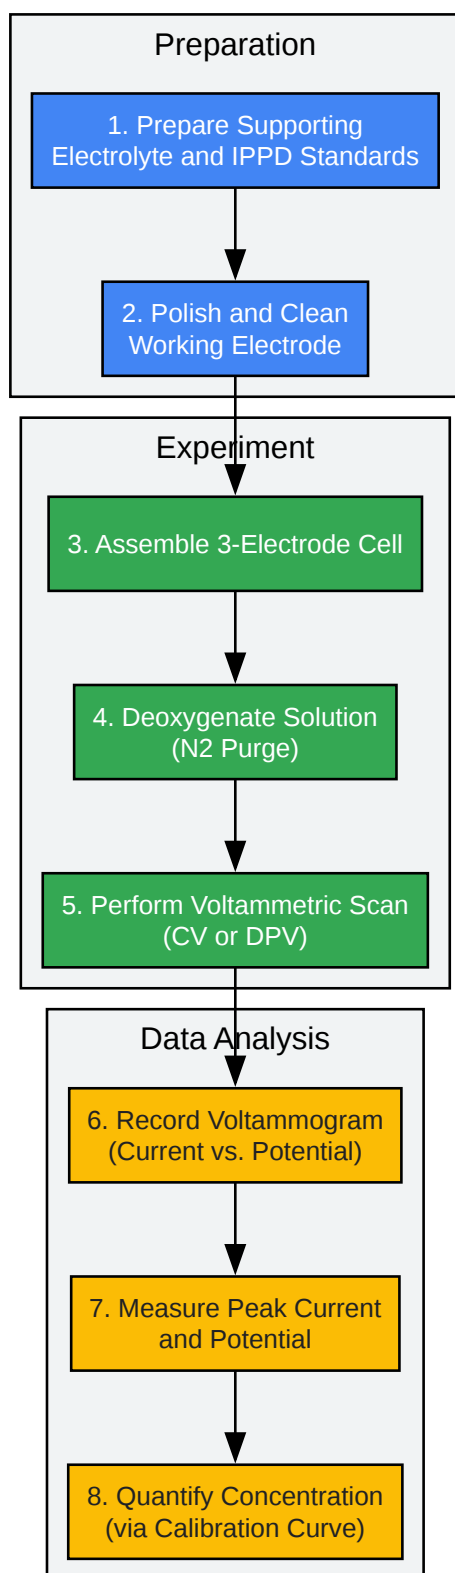 Preparation
1. Prepare Supporting
Electrolyte and IPPD Standards
2. Polish and Clean
Working Electrode
Experiment
3. Assemble 3-Electrode Cell
4. Deoxygenate Solution
(N2 Purge)
5. Perform Voltammetric Scan
(CV or DPV)
Data Analysis
6. Record Voltammogram
(Current vs. Potential)
7. Measure Peak Current
and Potential
8. Quantify Concentration
(via Calibration Curve)